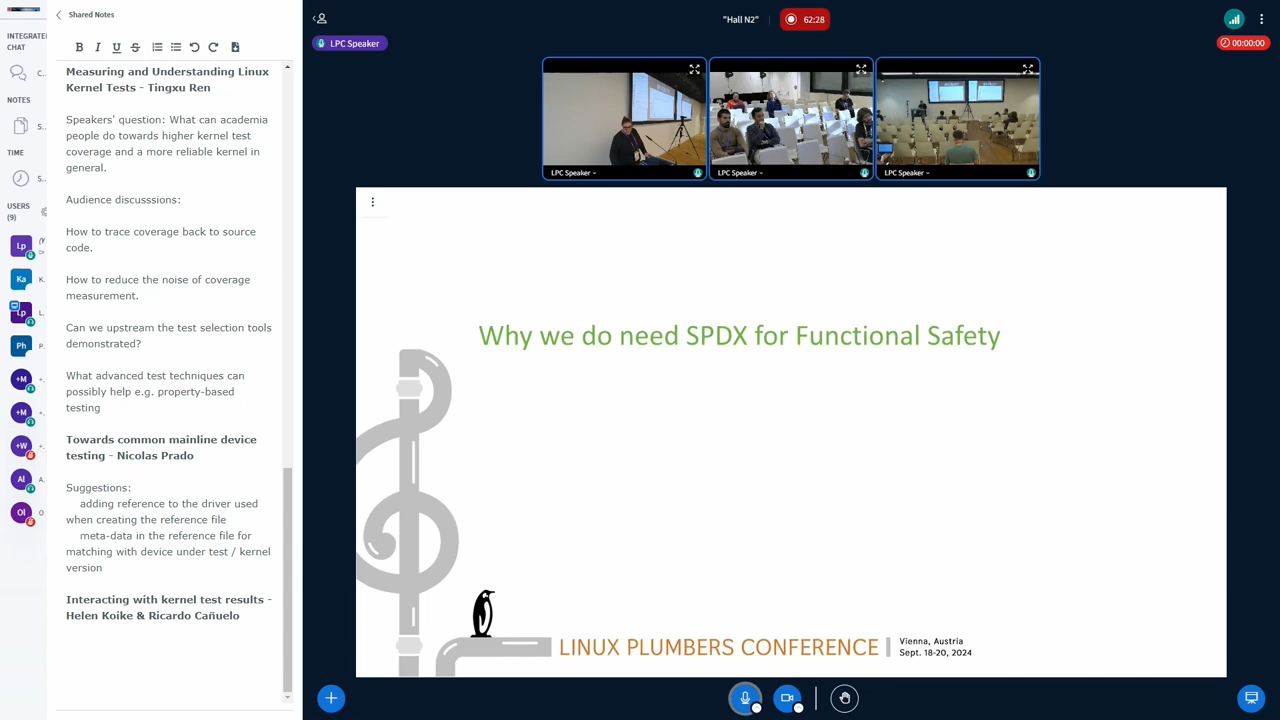 Shared Notes
INTEGRATE
CHAT
C..
NOTES
S..
TIME
S..
USERS
(9)
Lp
Ka
K.
Lp
L.
Ph
P.
+M
+.
+M
+.
+W
+.
Al
A.
Ol
O
B I U S
Measuring and Understanding Linux
Kernel Tests - Tingxu Ren
Speakers' question: What can academia
people do towards higher kernel test
coverage and a more reliable kernel in
general.
Audience discusssions:
How to trace coverage back to source
code.
How to reduce the noise of coverage
measurement.
Can we upstream the test selection tools
demonstrated?
What advanced test techniques can
possibly help e.g. property-based
testing
Towards common mainline device
testing - Nicolas Prado
Suggestions:
adding reference to the driver used
when creating the reference file
meta-data in the reference file for
matching with device under test / kernel
version
Interacting with kernel test results -
Helen Koike & Ricardo Cañuelo
"Hall N2"
62:28
LPC Speaker
00:00:00
LPC Speaker
LPC Speaker
LPC Speaker
Why we do need SPDX for Functional Safety
LINUX PLUMBERS CONFERENCE
Vienna, Austria
Sept. 18-20, 2024